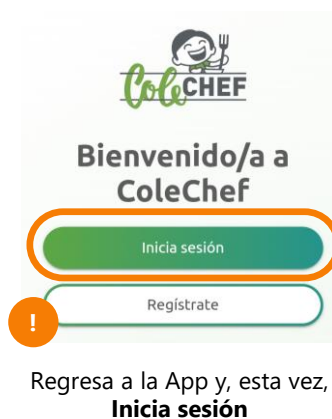 ColeCHEF
Bienvenido/a a
ColeChef
Inicia sesión
Regístrate
!
Regresa a la App y, esta vez,
Inicia sesión